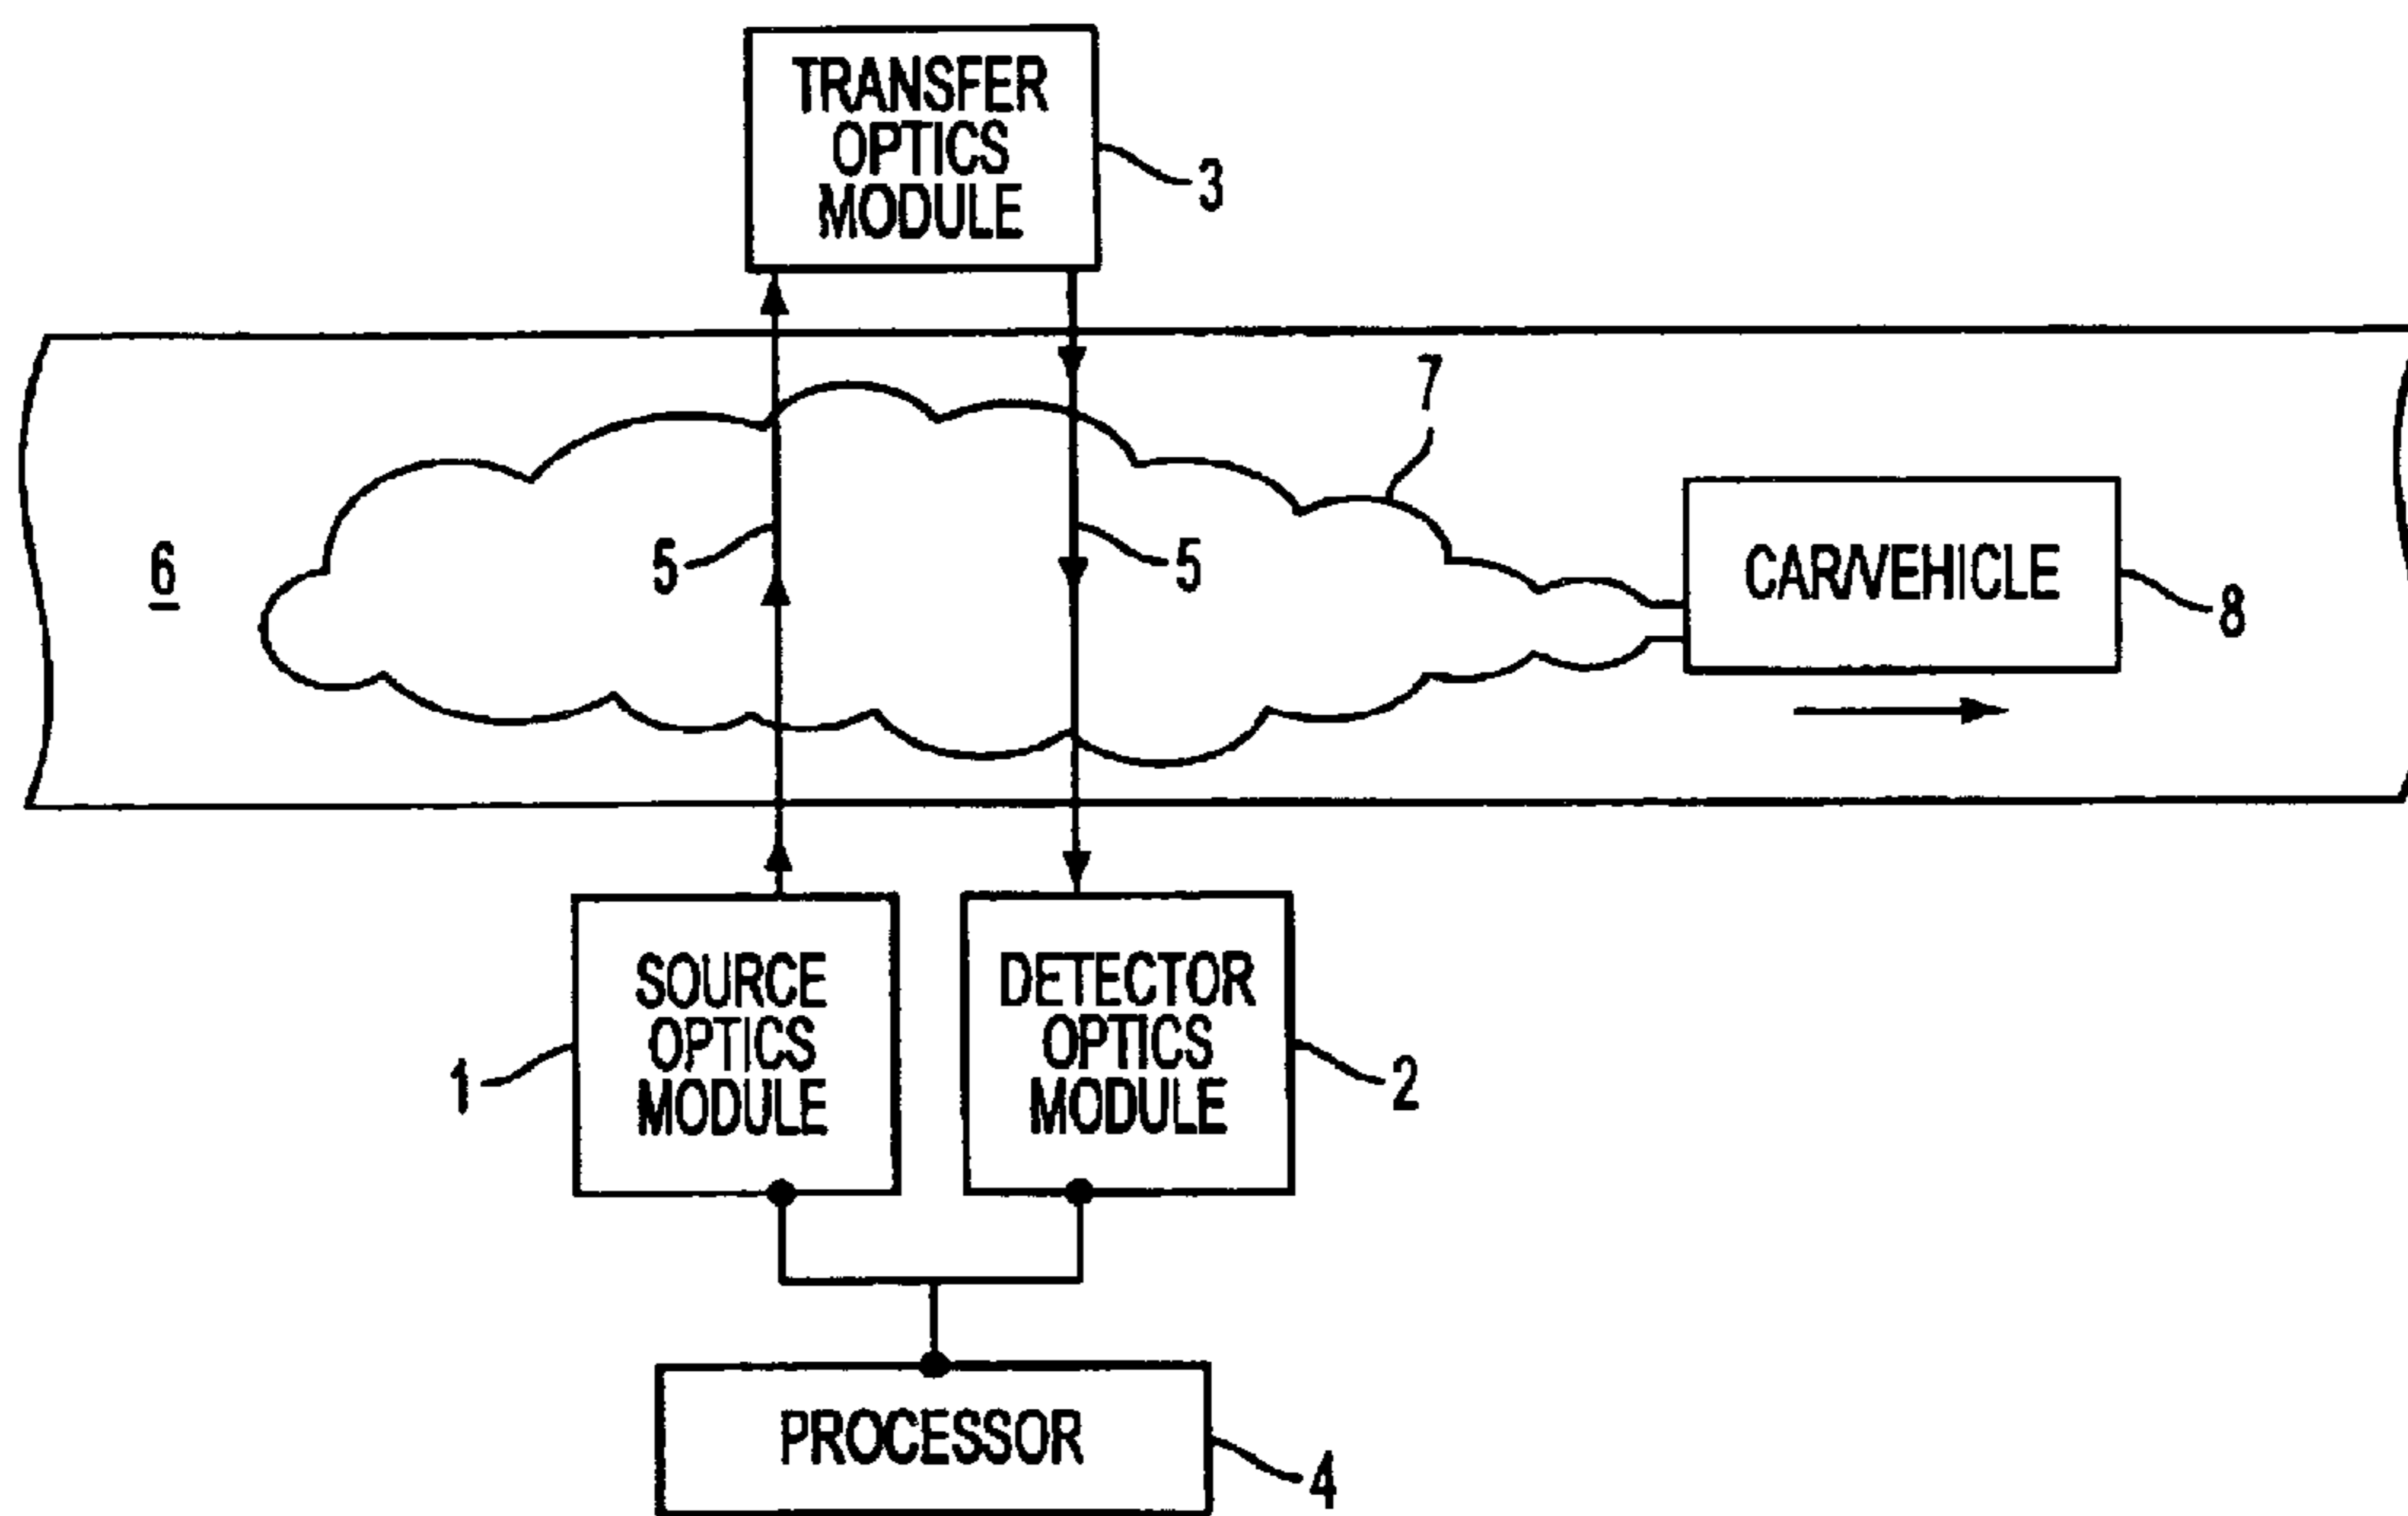 TRANSFER
OPTICS
MODULE
3
7
6
5
5
CAR/VEHICLE
8
SOURCE
OPTICS
MODULE
1
DETECTOR
OPTICS
MODULE
2
PROCESSOR
4